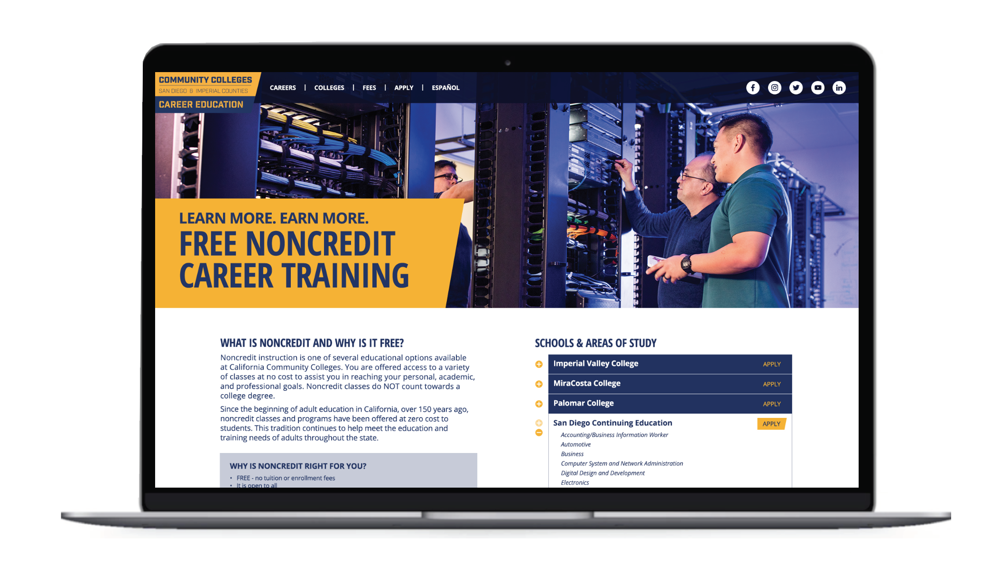 COMMUNITY COLLEGES
SAN DIEGO & IMPERIAL COUNTIES
CAREER EDUCATION
CAREERS | COLLEGES | FEES | APPLY | ESPAÑOL
LEARN MORE. EARN MORE.
FREE NONCREDIT
CAREER TRAINING
WHAT IS NONCREDIT AND WHY IS IT FREE?
Noncredit instruction is one of several educational options available
at California Community Colleges. You are offered access to a variety
of classes at no cost to assist you in reaching your personal, academic,
and professional goals. Noncredit classes do NOT count towards a
college degree.
Since the beginning of adult education in California, over 150 years ago,
noncredit classes and programs have been offered at zero cost to
students. This tradition continues to help meet the education and
training needs of adults throughout the state.
WHY IS NONCREDIT RIGHT FOR YOU?
• FREE - no tuition or enrollment fees
• It is open to all
SCHOOLS & AREAS OF STUDY
Imperial Valley College APPLY
MiraCosta College APPLY
Palomar College APPLY
San Diego Continuing Education APPLY
Accounting/Business Information Worker
Automotive
Business
Computer System and Network Administration
Digital Design and Development
Electronics